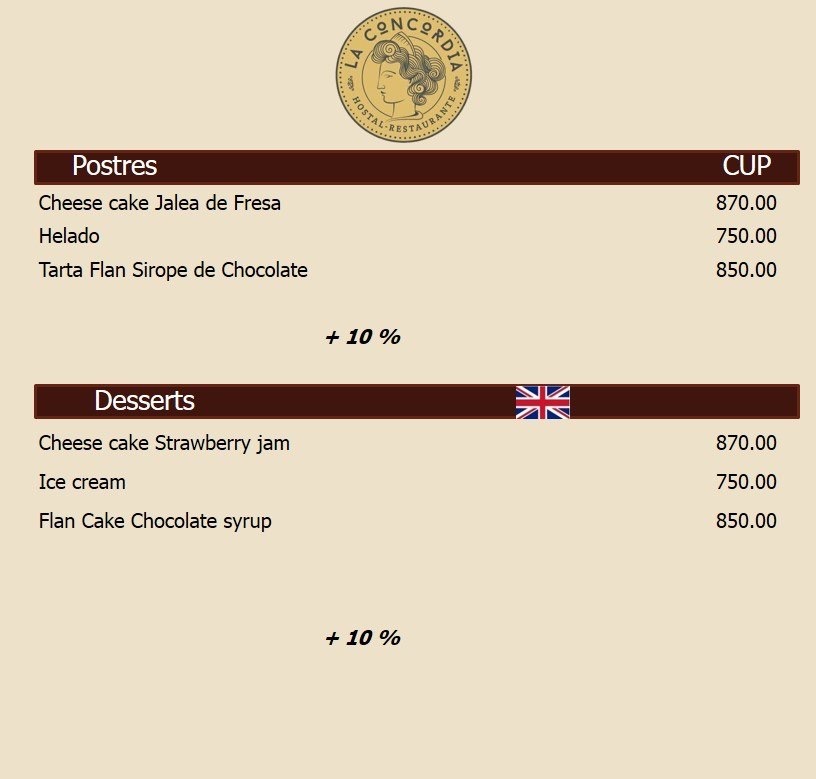 LA CONCORDIA
HOSTAL-RESTAURANTE
Postres CUP
Cheese cake Jalea de Fresa 870.00
Helado 750.00
Tarta Flan Sirope de Chocolate 850.00
+ 10 %
Desserts
Cheese cake Strawberry jam 870.00
Ice cream 750.00
Flan Cake Chocolate syrup 850.00
+ 10 %